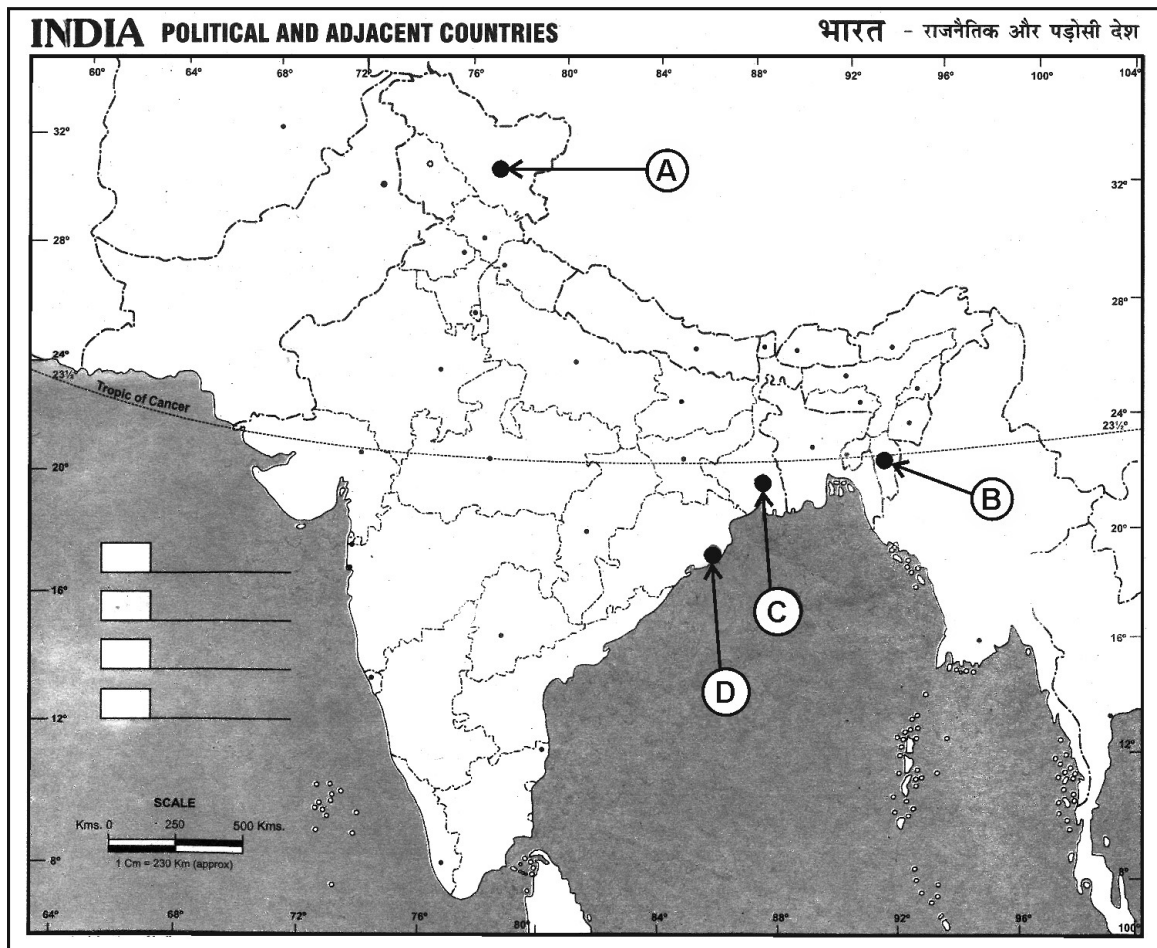 INDIA POLITICAL AND ADJACENT COUNTRIES भारत - राजनैतिक और पड़ोसी देश
60° 64° 68° 72° 76° 80° 84° 88° 92° 96° 100° 104°
32° 32°
A
28° 28°
24° 24°
23½ 23½°
Tropic of Cancer
20° 20°
B
16° 16°
C
D
12° 12°
SCALE
Kms. 0 250 500 Kms.
1 Cm = 230 Km (approx)
8° 8°
64° 68° 72° 76° 80° 84° 88° 92° 96° 100°